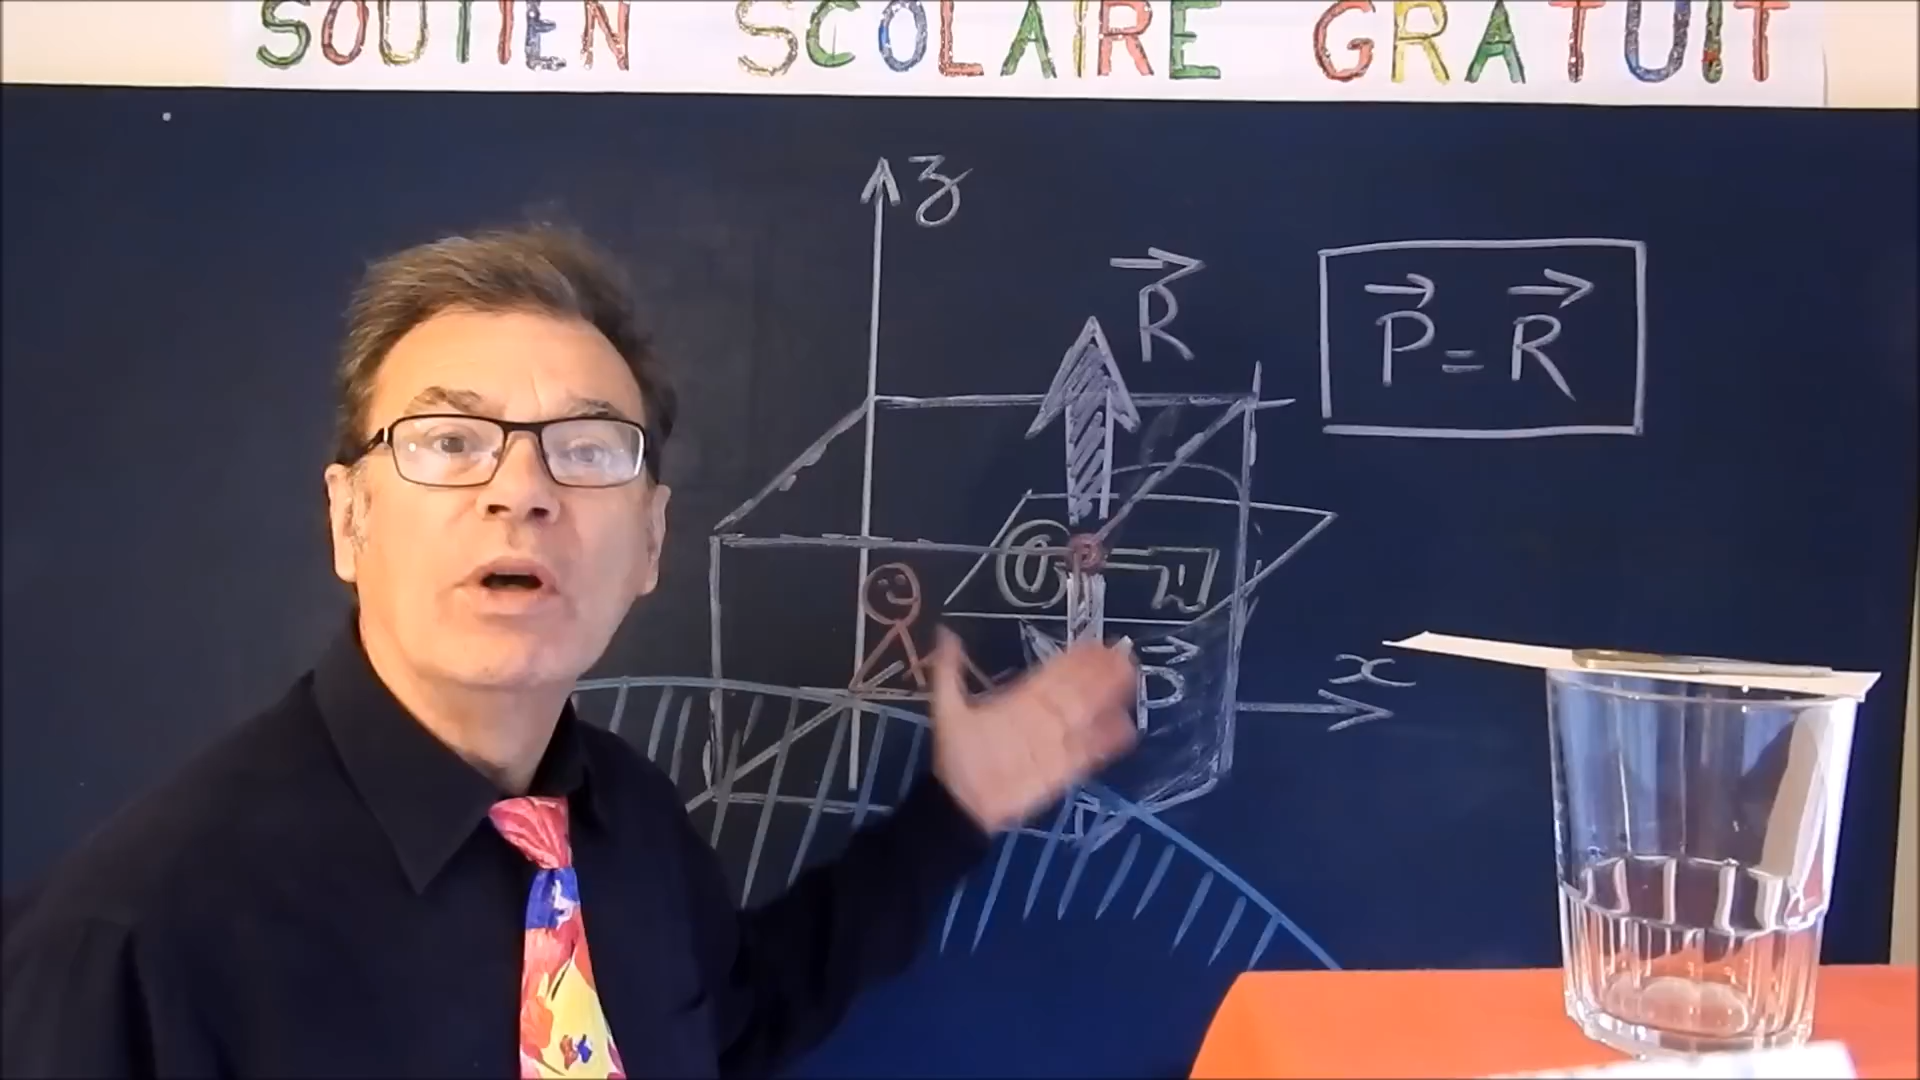 SOUTIEN SCOLAIRE GRATUIT
z
R
P = R
x
P